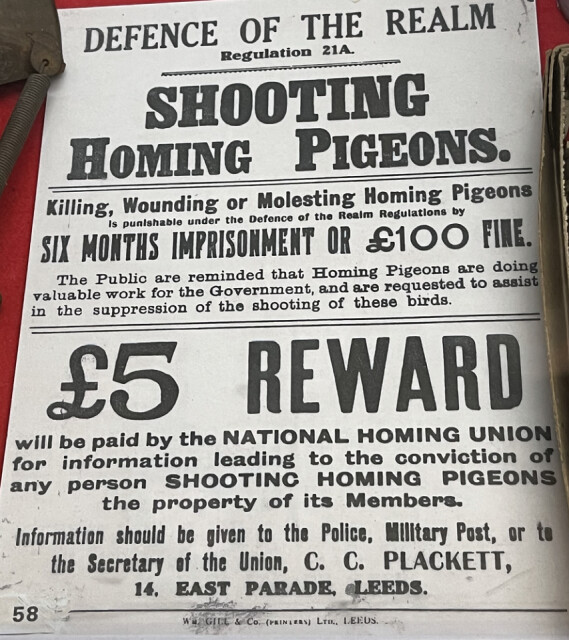 DEFENCE OF THE REALM
Regulation 21A.
SHOOTING
HOMING PIGEONS.
Killing, Wounding or Molesting Homing Pigeons
is punishable under the Defence of the Realm Regulations by
SIX MONTHS IMPRISONMENT OR £100 FINE.
The Public are reminded that Homing Pigeons are doing
valuable work for the Government, and are requested to assist
in the suppression of the shooting of these birds.
£5 REWARD
will be paid by the NATIONAL HOMING UNION
for information leading to the conviction of
any person SHOOTING HOMING PIGEONS
the property of its Members.
Information should be given to the Police, Military Post, or to
the Secretary of the Union, C. C. PLACKETT,
14, EAST PARADE, LEEDS.
58
Wm. GILL & Co. (PRINTERS) LTD., LEEDS.